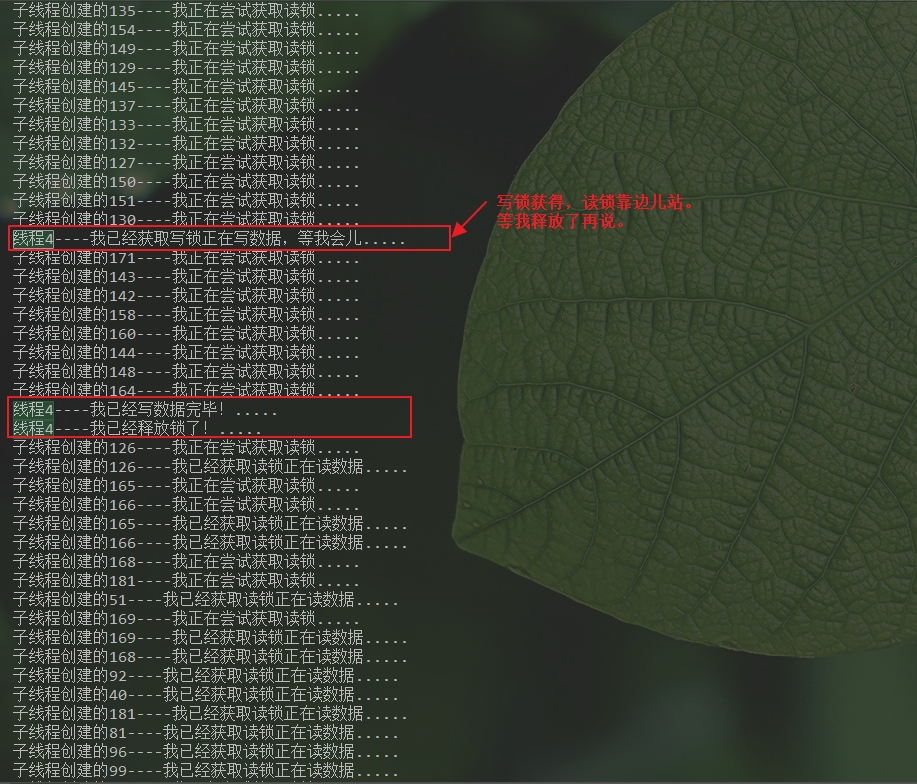 子线程创建的135----我正在尝试获取读锁.....
子线程创建的154----我正在尝试获取读锁.....
子线程创建的149----我正在尝试获取读锁.....
子线程创建的129----我正在尝试获取读锁.....
子线程创建的145----我正在尝试获取读锁.....
子线程创建的137----我正在尝试获取读锁.....
子线程创建的133----我正在尝试获取读锁.....
子线程创建的132----我正在尝试获取读锁.....
子线程创建的127----我正在尝试获取读锁.....
子线程创建的150----我正在尝试获取读锁.....
子线程创建的151----我正在尝试获取读锁.....
子线程创建的130----我正在尝试获取读锁.....
写锁获得，读锁靠边儿站。
等我释放了再说。
线程4----我已经获取写锁正在写数据，等我会儿.....
子线程创建的171----我正在尝试获取读锁.....
子线程创建的143----我正在尝试获取读锁.....
子线程创建的142----我正在尝试获取读锁.....
子线程创建的158----我正在尝试获取读锁.....
子线程创建的160----我正在尝试获取读锁.....
子线程创建的144----我正在尝试获取读锁.....
子线程创建的148----我正在尝试获取读锁.....
子线程创建的164----我正在尝试获取读锁.....
线程4----我已经写数据完毕！.....
线程4----我已经释放锁了！.....
子线程创建的126----我正在尝试获取读锁.....
子线程创建的126----我已经获取读锁正在读数据.....
子线程创建的165----我正在尝试获取读锁.....
子线程创建的166----我正在尝试获取读锁.....
子线程创建的165----我已经获取读锁正在读数据.....
子线程创建的166----我已经获取读锁正在读数据.....
子线程创建的168----我正在尝试获取读锁.....
子线程创建的181----我正在尝试获取读锁.....
子线程创建的51----我已经获取读锁正在读数据.....
子线程创建的169----我正在尝试获取读锁.....
子线程创建的169----我已经获取读锁正在读数据.....
子线程创建的168----我已经获取读锁正在读数据.....
子线程创建的92----我已经获取读锁正在读数据.....
子线程创建的40----我已经获取读锁正在读数据.....
子线程创建的181----我已经获取读锁正在读数据.....
子线程创建的81----我已经获取读锁正在读数据.....
子线程创建的96----我已经获取读锁正在读数据.....
子线程创建的99----我已经获取读锁正在读数据.....